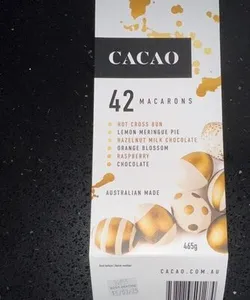 CACAO
42 MACARONS
HOT CROSS BUN
LEMON MERINGUE PIE
HAZELNUT MILK CHOCOLATE
ORANGE BLOSSOM
RASPBERRY
CHOCOLATE
AUSTRALIAN MADE
465g
CACAO.COM.AU